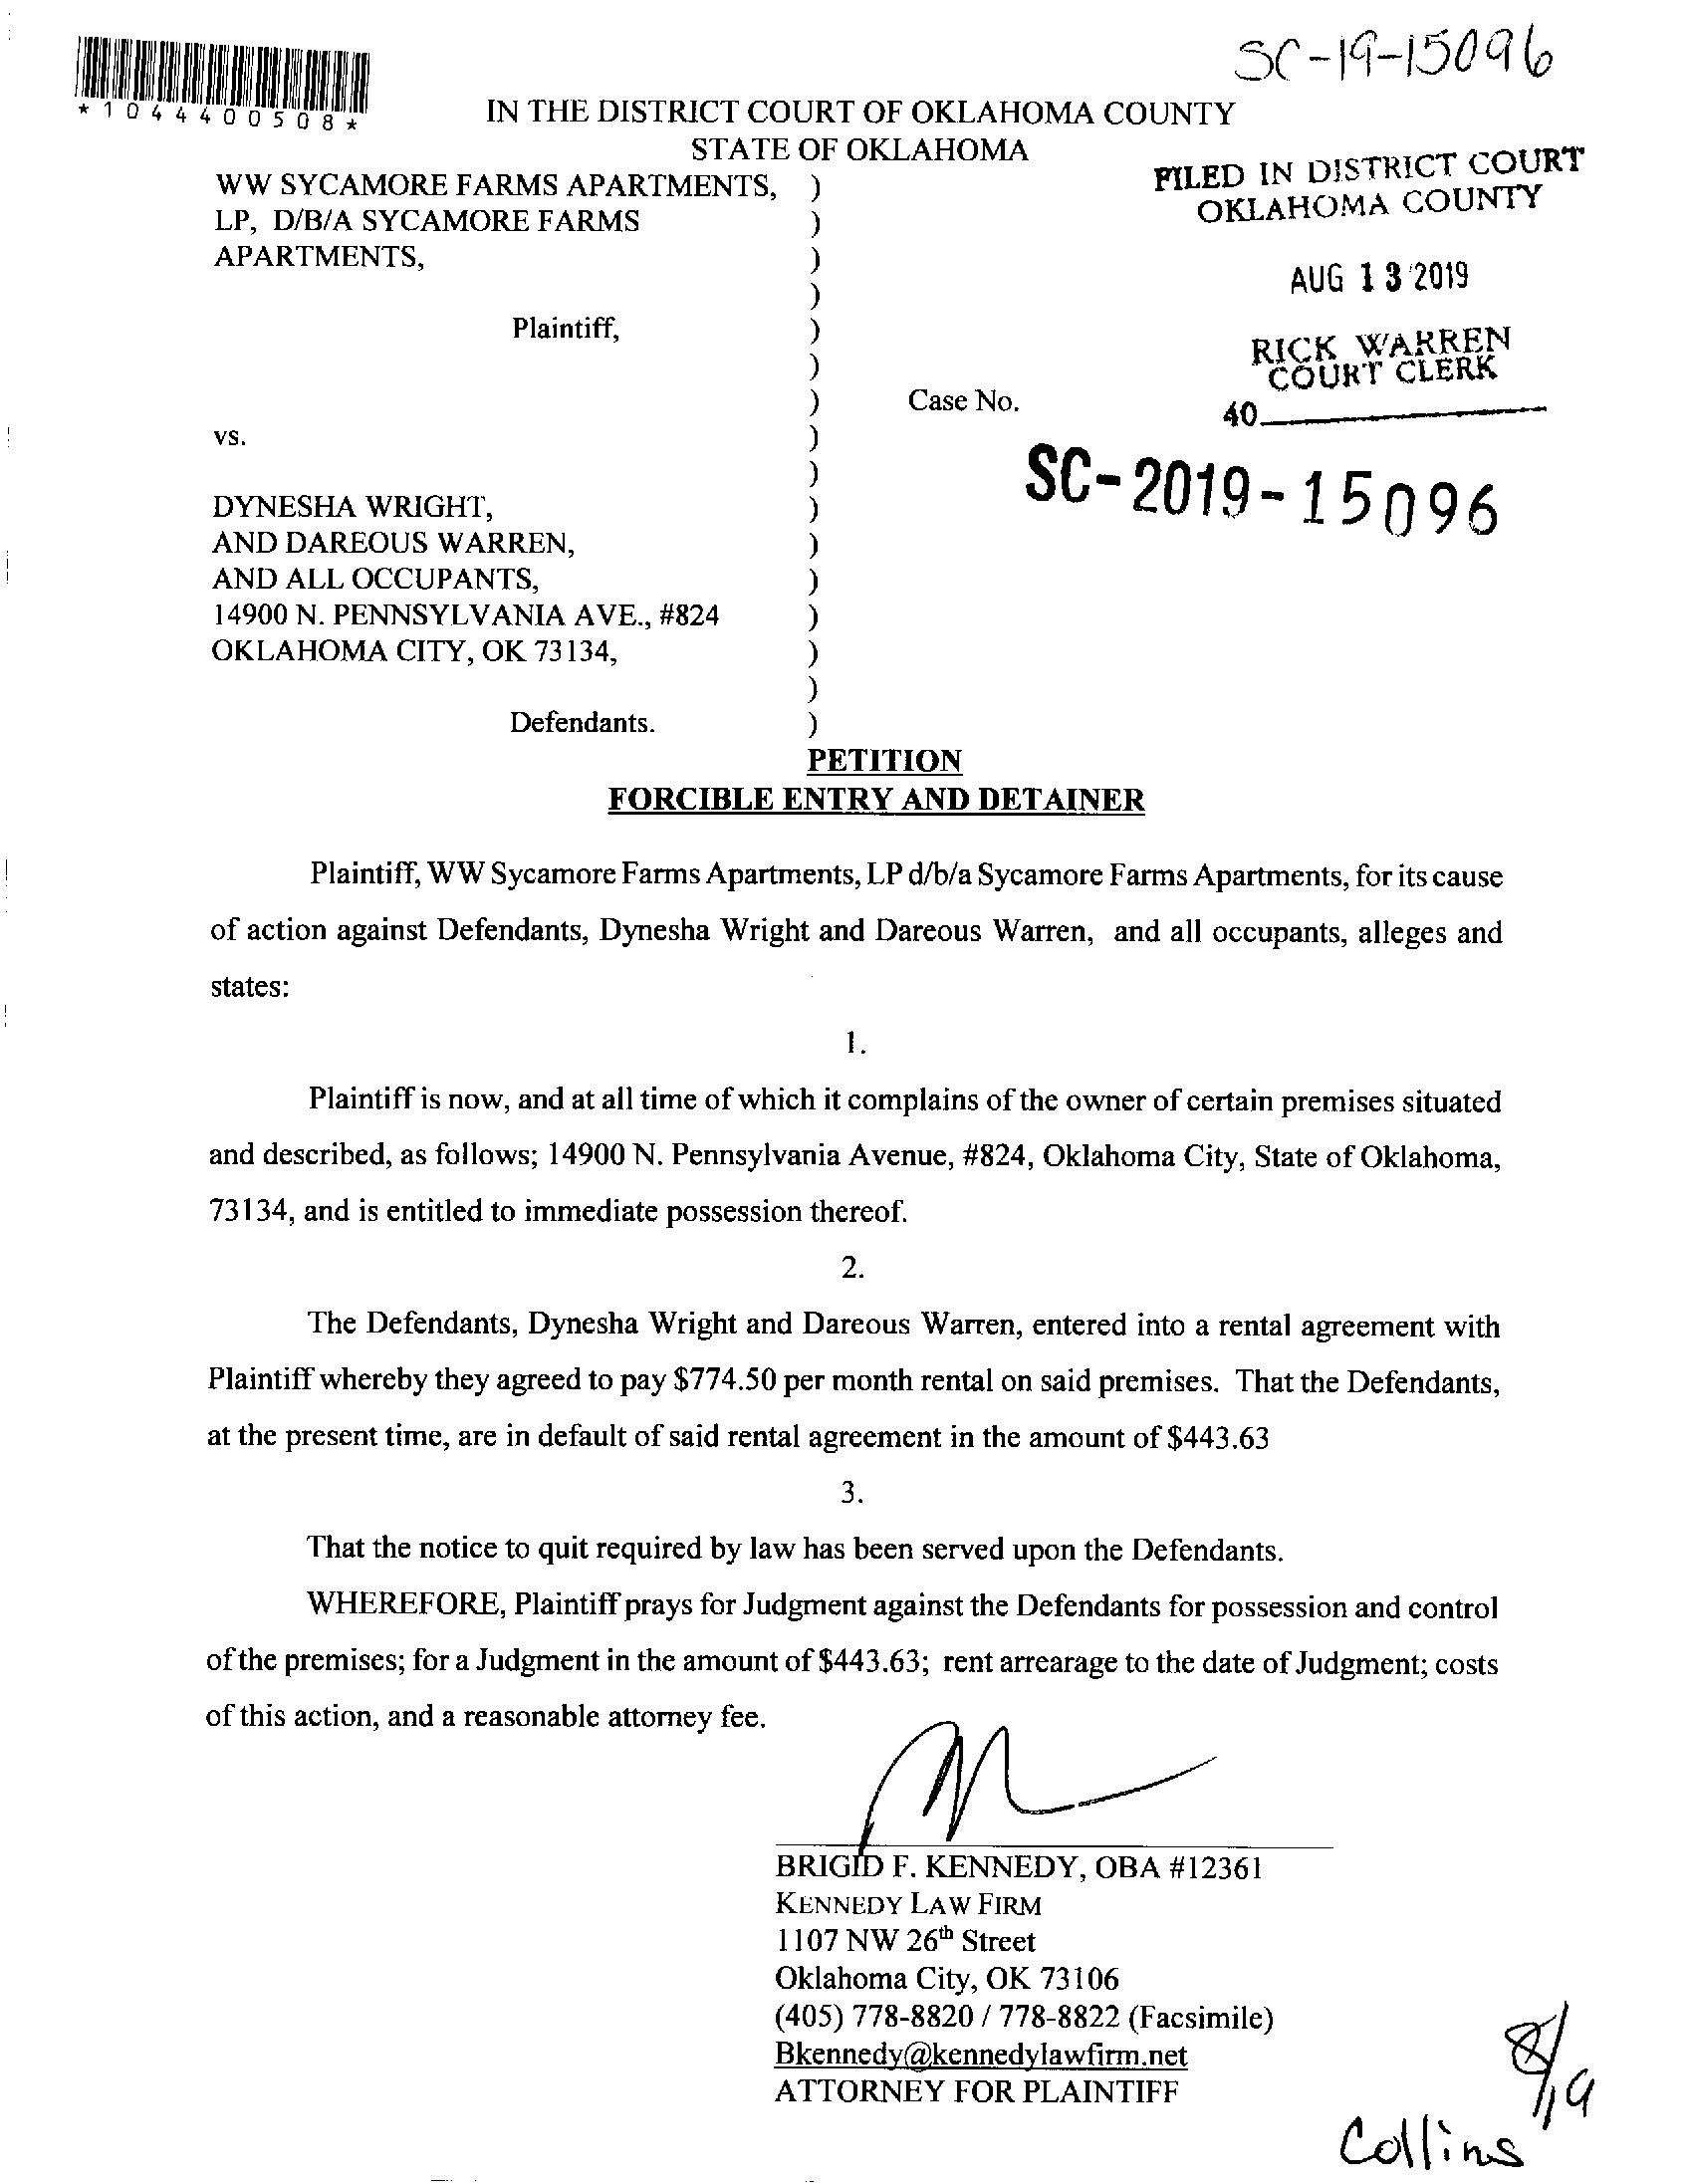 SC-19-15096
*1044400508*
IN THE DISTRICT COURT OF OKLAHOMA COUNTY
STATE OF OKLAHOMA
FILED IN DISTRICT COURT
OKLAHOMA COUNTY
AUG 13 2019
RICK WARREN
COURT CLERK
40
WW SYCAMORE FARMS APARTMENTS, )
LP, D/B/A SYCAMORE FARMS )
APARTMENTS, )
)
Plaintiff, )
)
) Case No.
vs. )
SC-2019-15096
)
DYNESHA WRIGHT, )
AND DAREOUS WARREN, )
AND ALL OCCUPANTS, )
14900 N. PENNSYLVANIA AVE., #824 )
OKLAHOMA CITY, OK 73134, )
)
Defendants. )
PETITION
FORCIBLE ENTRY AND DETAINER
Plaintiff, WW Sycamore Farms Apartments, LP d/b/a Sycamore Farms Apartments, for its cause
of action against Defendants, Dynesha Wright and Dareous Warren, and all occupants, alleges and
states:
1.
Plaintiff is now, and at all time of which it complains of the owner of certain premises situated
and described, as follows; 14900 N. Pennsylvania Avenue, #824, Oklahoma City, State of Oklahoma,
73134, and is entitled to immediate possession thereof.
2.
The Defendants, Dynesha Wright and Dareous Warren, entered into a rental agreement with
Plaintiff whereby they agreed to pay $774.50 per month rental on said premises. That the Defendants,
at the present time, are in default of said rental agreement in the amount of $443.63
3.
That the notice to quit required by law has been served upon the Defendants.
WHEREFORE, Plaintiff prays for Judgment against the Defendants for possession and control
of the premises; for a Judgment in the amount of $443.63; rent arrearage to the date of Judgment; costs
of this action, and a reasonable attorney fee.
BRIGID F. KENNEDY, OBA #12361
KENNEDY LAW FIRM
1107 NW 26th Street
Oklahoma City, OK 73106
(405) 778-8820 / 778-8822 (Facsimile)
Bkennedy@kennedylawfirm.net
ATTORNEY FOR PLAINTIFF
Collins